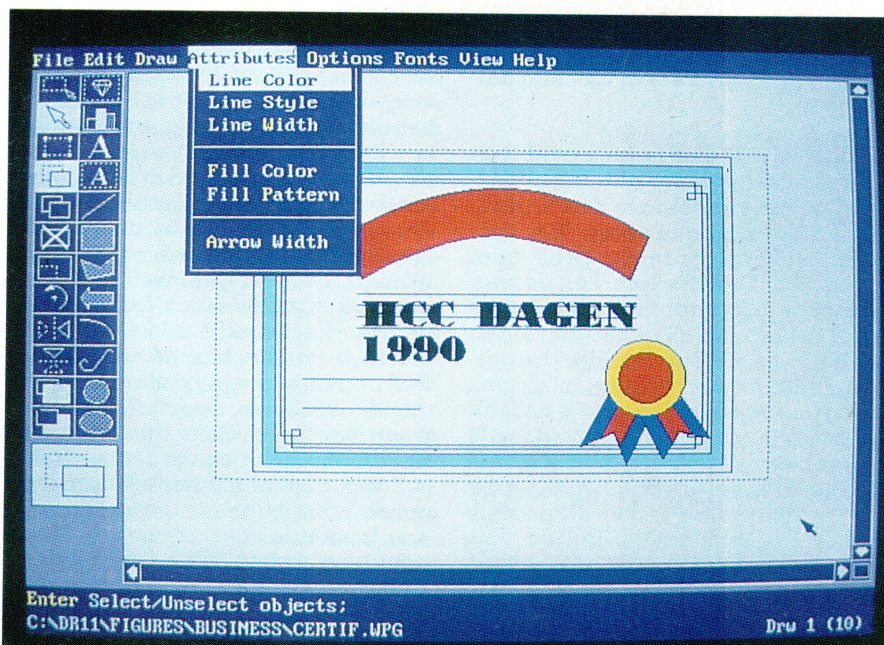 File Edit Draw Attributes Options Fonts View Help
Line Color
Line Style
Line Width
Fill Color
Fill Pattern
Arrow Width
A
A
HCC DAGEN
1990
Enter Select/Unselect objects;
C:\DR11\FIGURES\BUSINESS\CERTIF.WPG
Drw 1 (10)